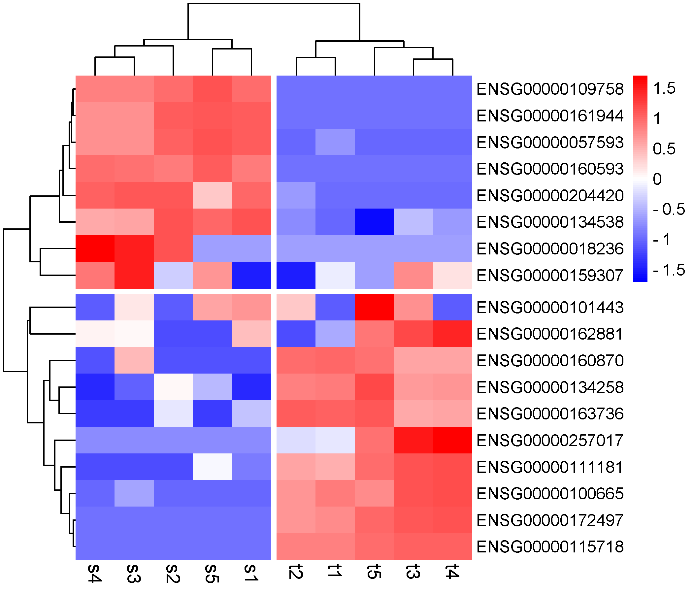 ENSG00000109758
ENSG00000161944
ENSG00000057593
ENSG00000160593
ENSG00000204420
ENSG00000134538
ENSG00000018236
ENSG00000159307
ENSG00000101443
ENSG00000162881
ENSG00000160870
ENSG00000134258
ENSG00000163736
ENSG00000257017
ENSG00000111181
ENSG00000100665
ENSG00000172497
ENSG00000115718
1.5
1
0.5
0
- 0.5
- 1
- 1.5
s4 s3 s2 s5 s1 t2 t1 t5 t3 t4